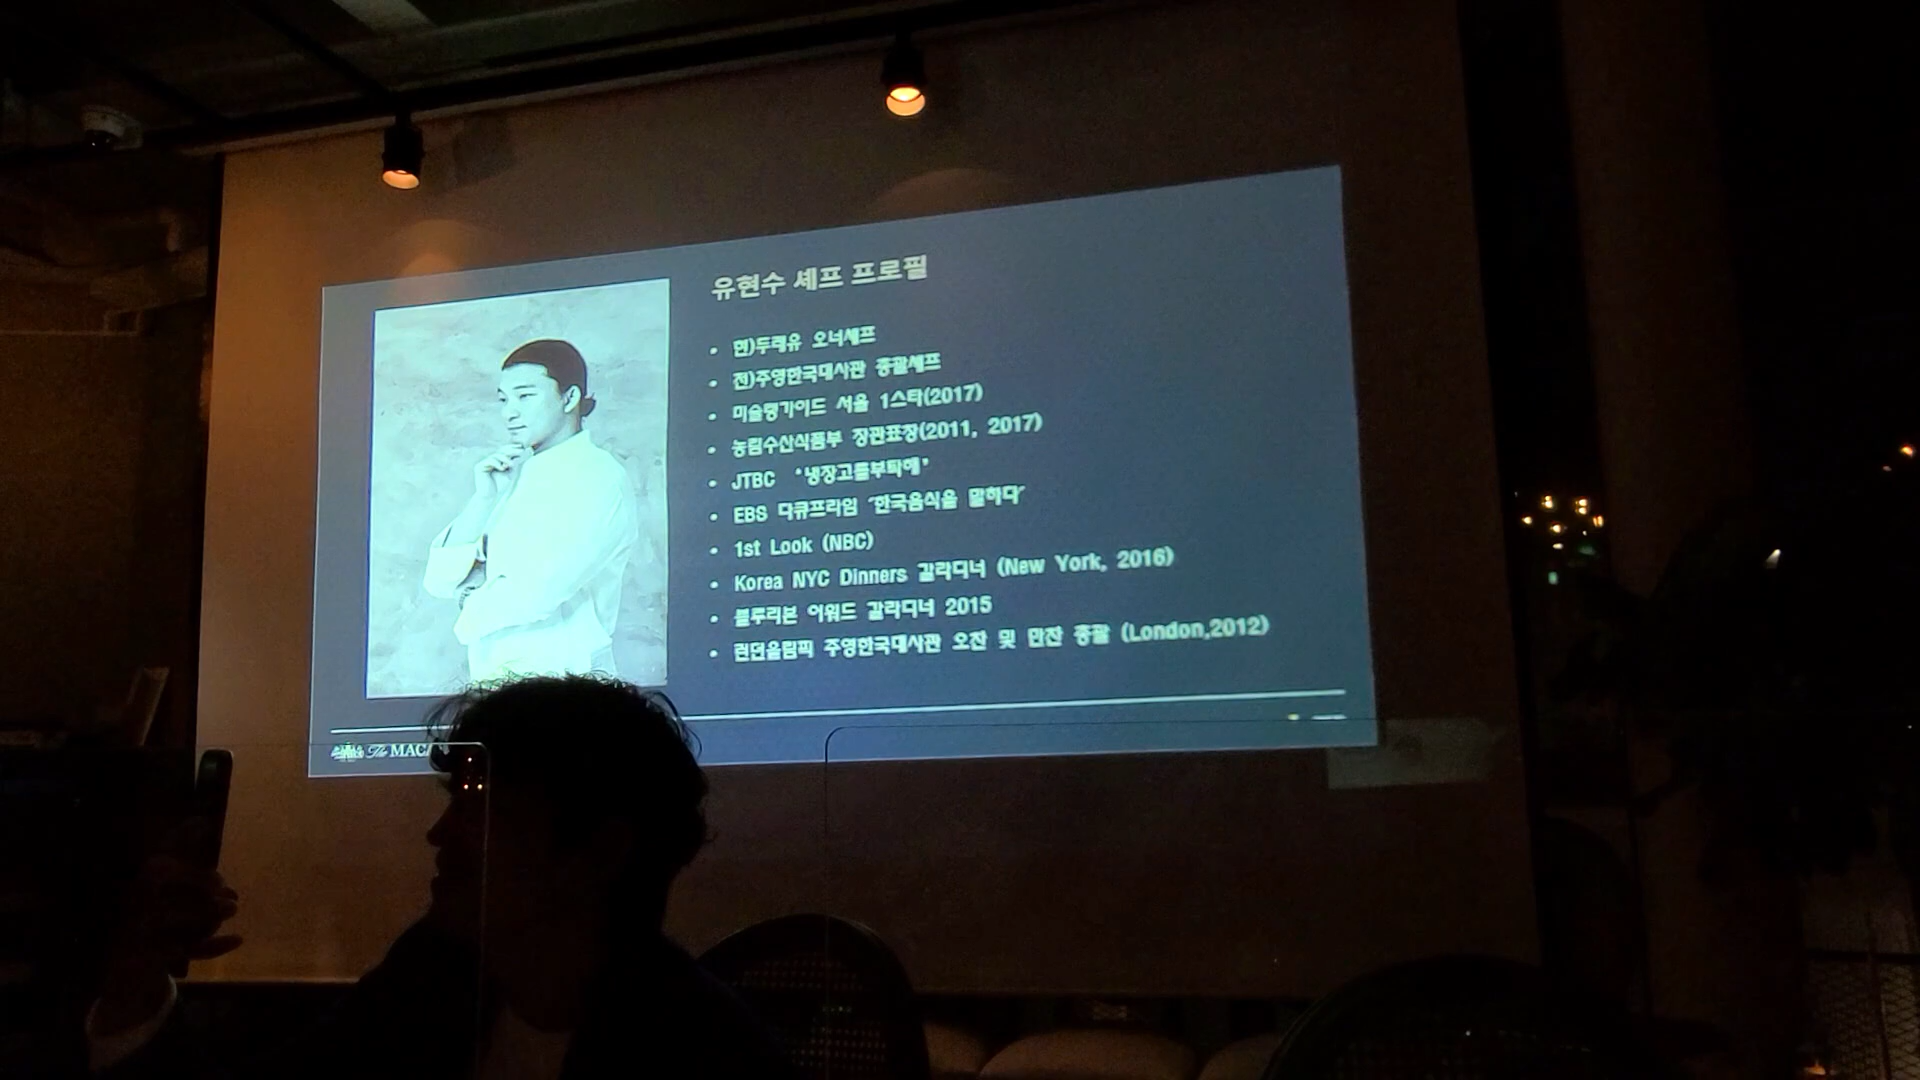 유현수 셰프 프로필
• 현)두레유 오너셰프
• 전)주영한국대사관 총괄셰프
• 미슐랭가이드 서울 1스타(2017)
• 농림수산식품부 장관표창(2011, 2017)
• JTBC '냉장고를부탁해'
• EBS 다큐프라임 '한국음식을 말하다'
• 1st Look (NBC)
• Korea NYC Dinners 갈라디너 (New York, 2016)
• 블루리본 어워드 갈라디너 2015
• 런던올림픽 주영한국대사관 오찬 및 만찬 총괄 (London,2012)
The MACA